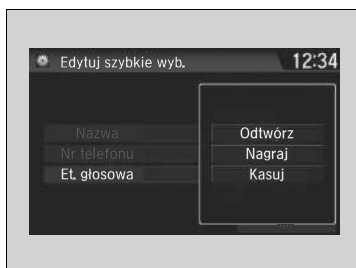 Edytuj szybkie wyb. 12:34
Nazwa
Nr telefonu
Et. głosowa
Odtwórz
Nagraj
Kasuj